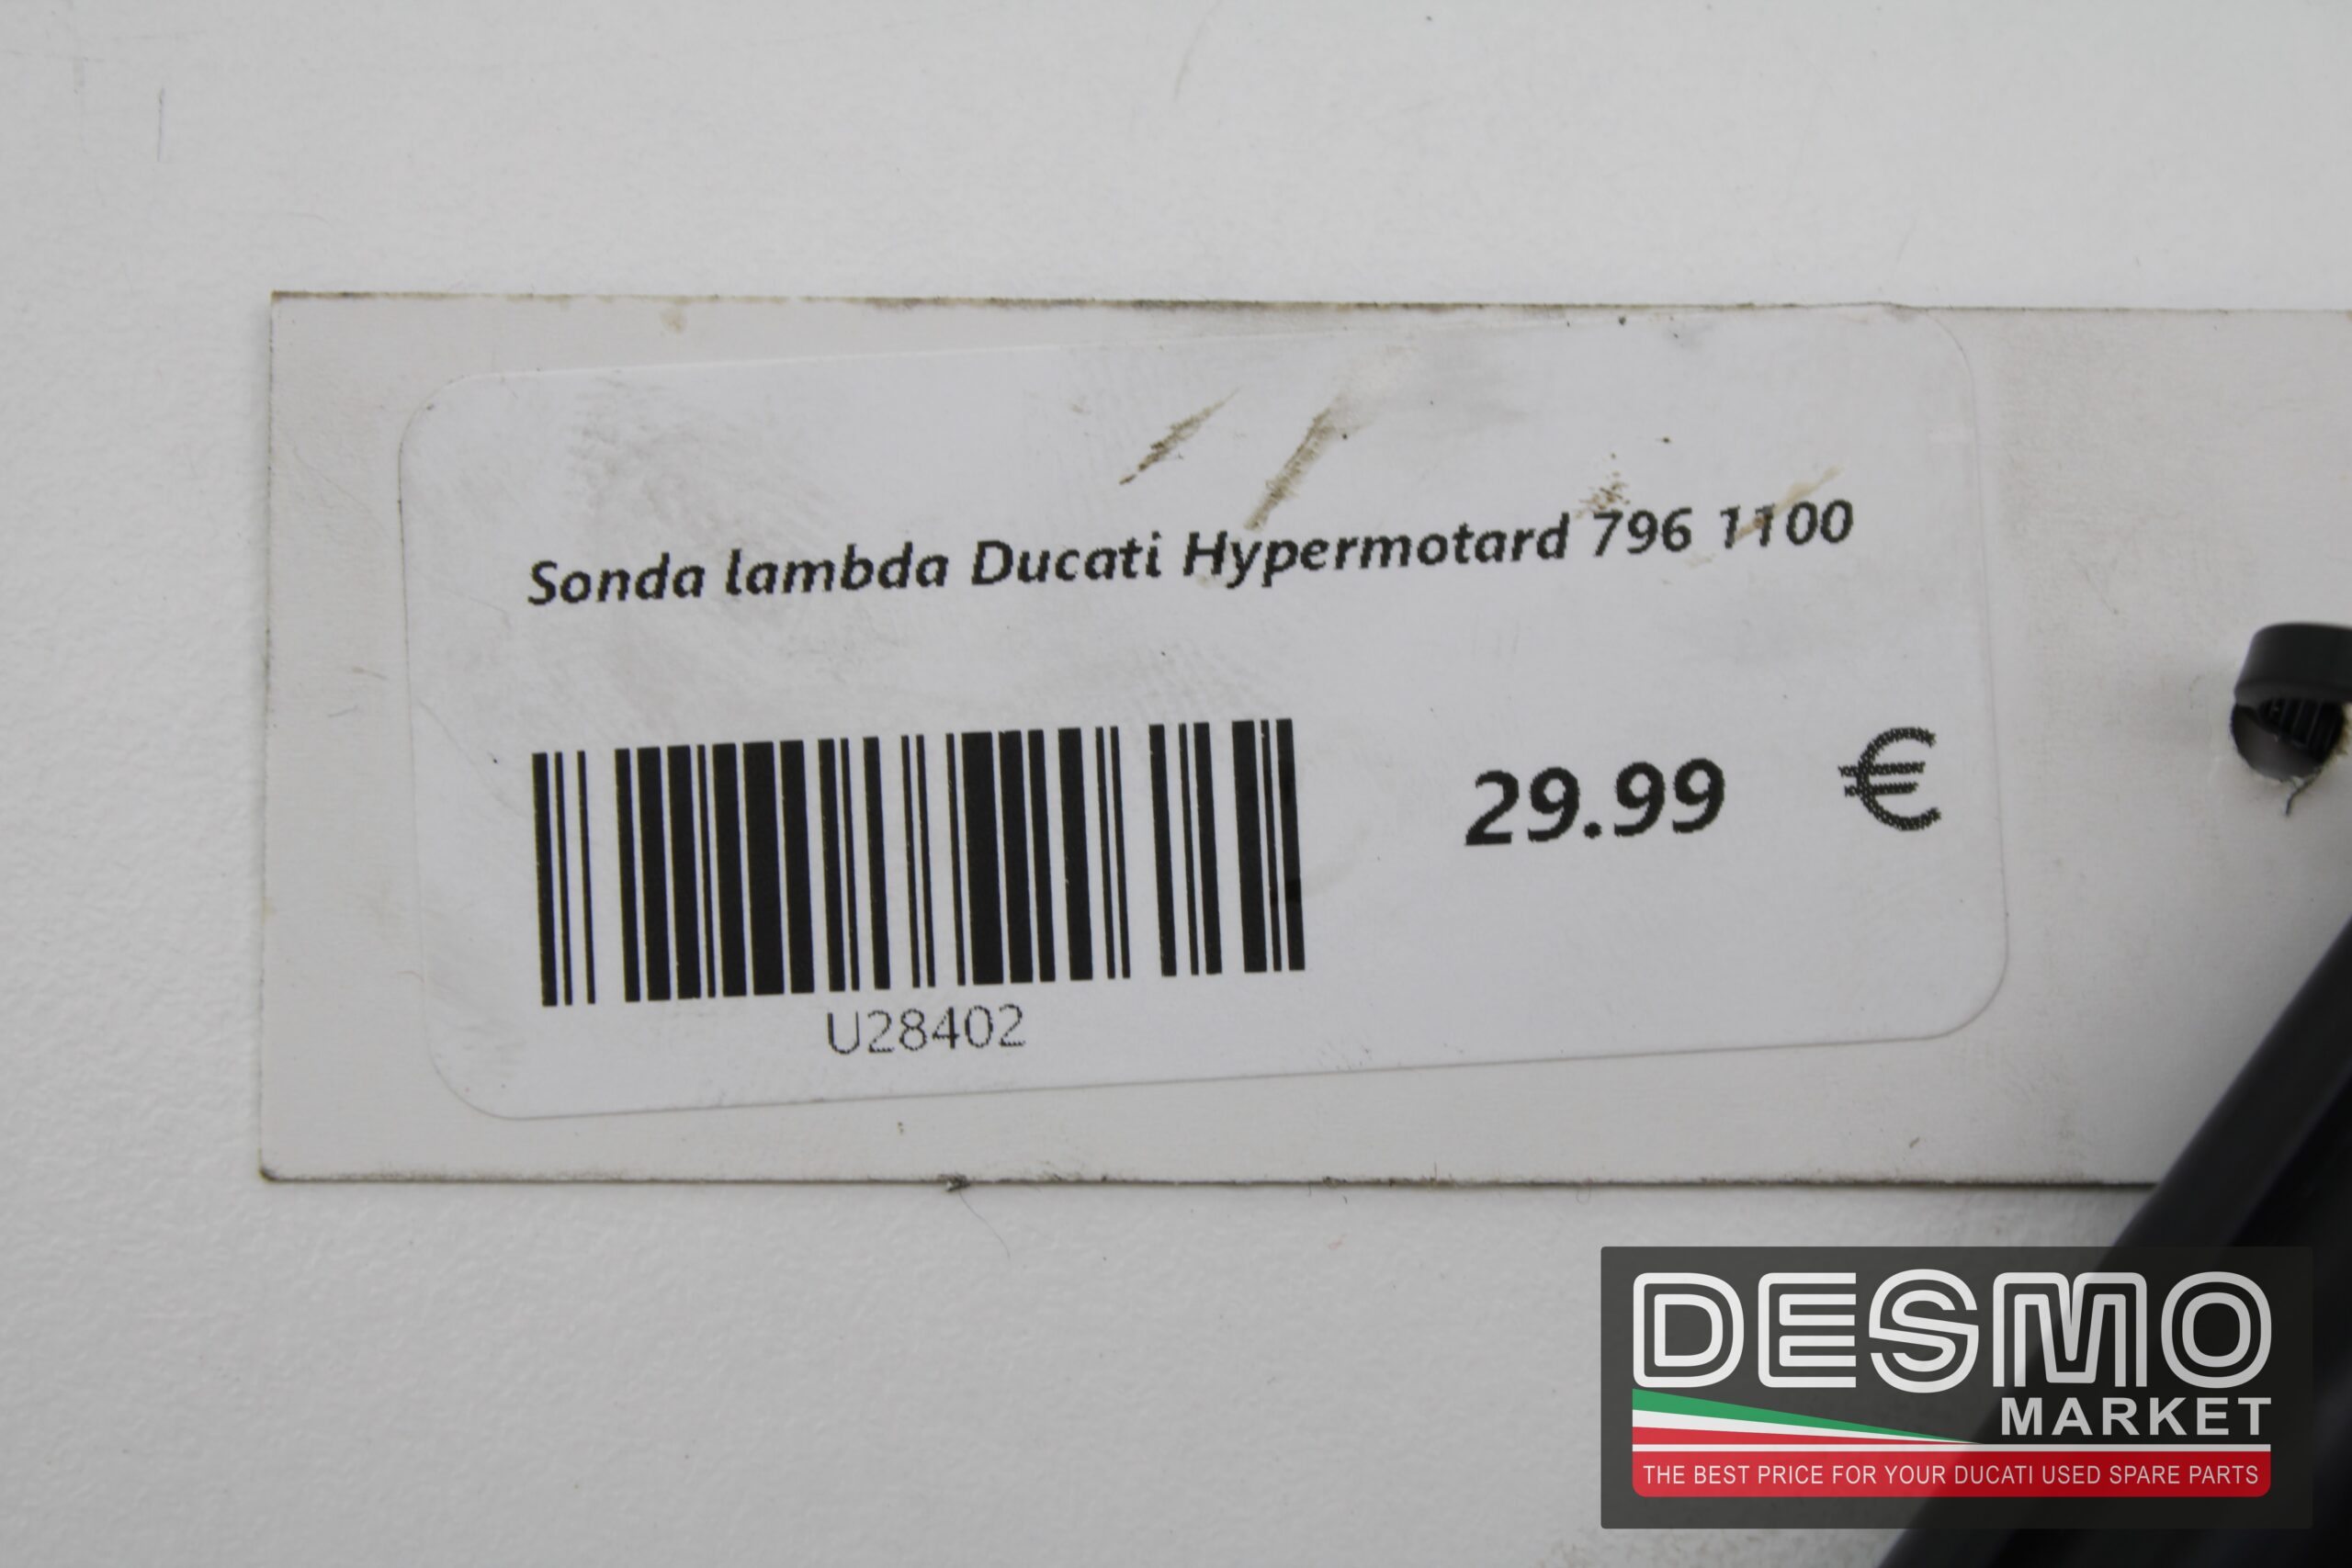 Sonda lambda Ducati Hypermotard 796 1100
29.99 €
U28402
DESMO
MARKET
THE BEST PRICE FOR YOUR DUCATI USED SPARE PARTS